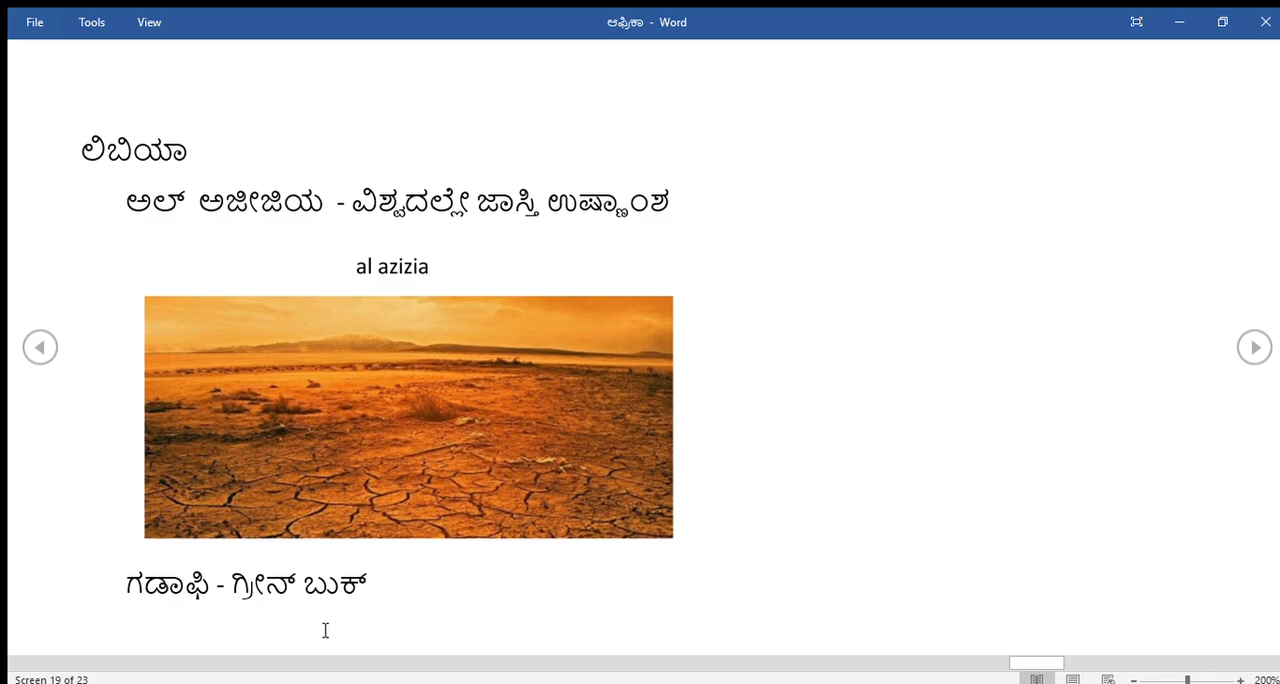 File Tools View ಆಫ್ರಿಕಾ - Word
ಲಿಬಿಯಾ
ಅಲ್ ಅಜೀಜಿಯ - ವಿಶ್ವದಲ್ಲೇ ಜಾಸ್ತಿ ಉಷ್ಣಾಂಶ
al azizia
ಗಡಾಫಿ - ಗ್ರೀನ್ ಬುಕ್
Screen 19 of 23 200%